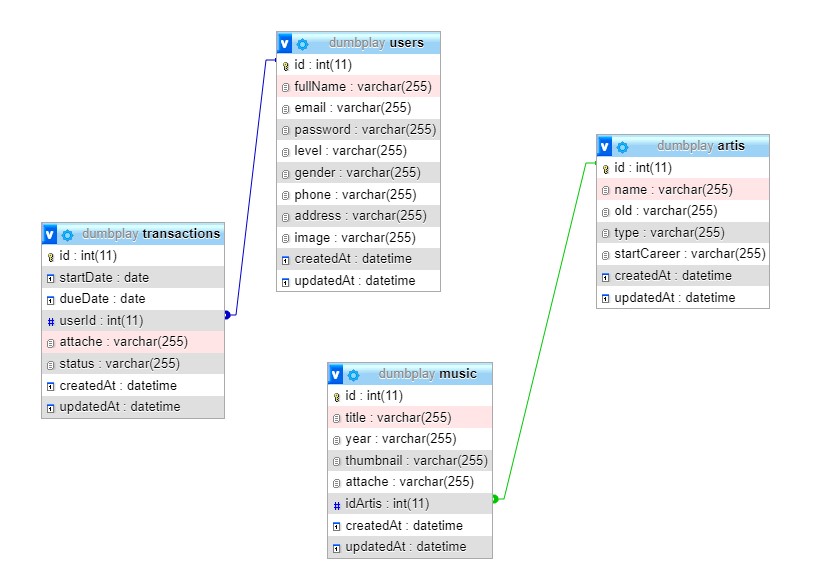 dumbplay users
id : int(11)
fullName : varchar(255)
email : varchar(255)
password : varchar(255)
level : varchar(255)
gender : varchar(255)
phone : varchar(255)
address : varchar(255)
image : varchar(255)
createdAt : datetime
updatedAt : datetime
dumbplay artis
id : int(11)
name : varchar(255)
old : varchar(255)
type : varchar(255)
startCareer : varchar(255)
createdAt : datetime
updatedAt : datetime
dumbplay transactions
id : int(11)
startDate : date
dueDate : date
# userId : int(11)
attache : varchar(255)
status : varchar(255)
createdAt : datetime
updatedAt : datetime
dumbplay music
id : int(11)
title : varchar(255)
year : varchar(255)
thumbnail : varchar(255)
attache : varchar(255)
# idArtis : int(11)
createdAt : datetime
updatedAt : datetime